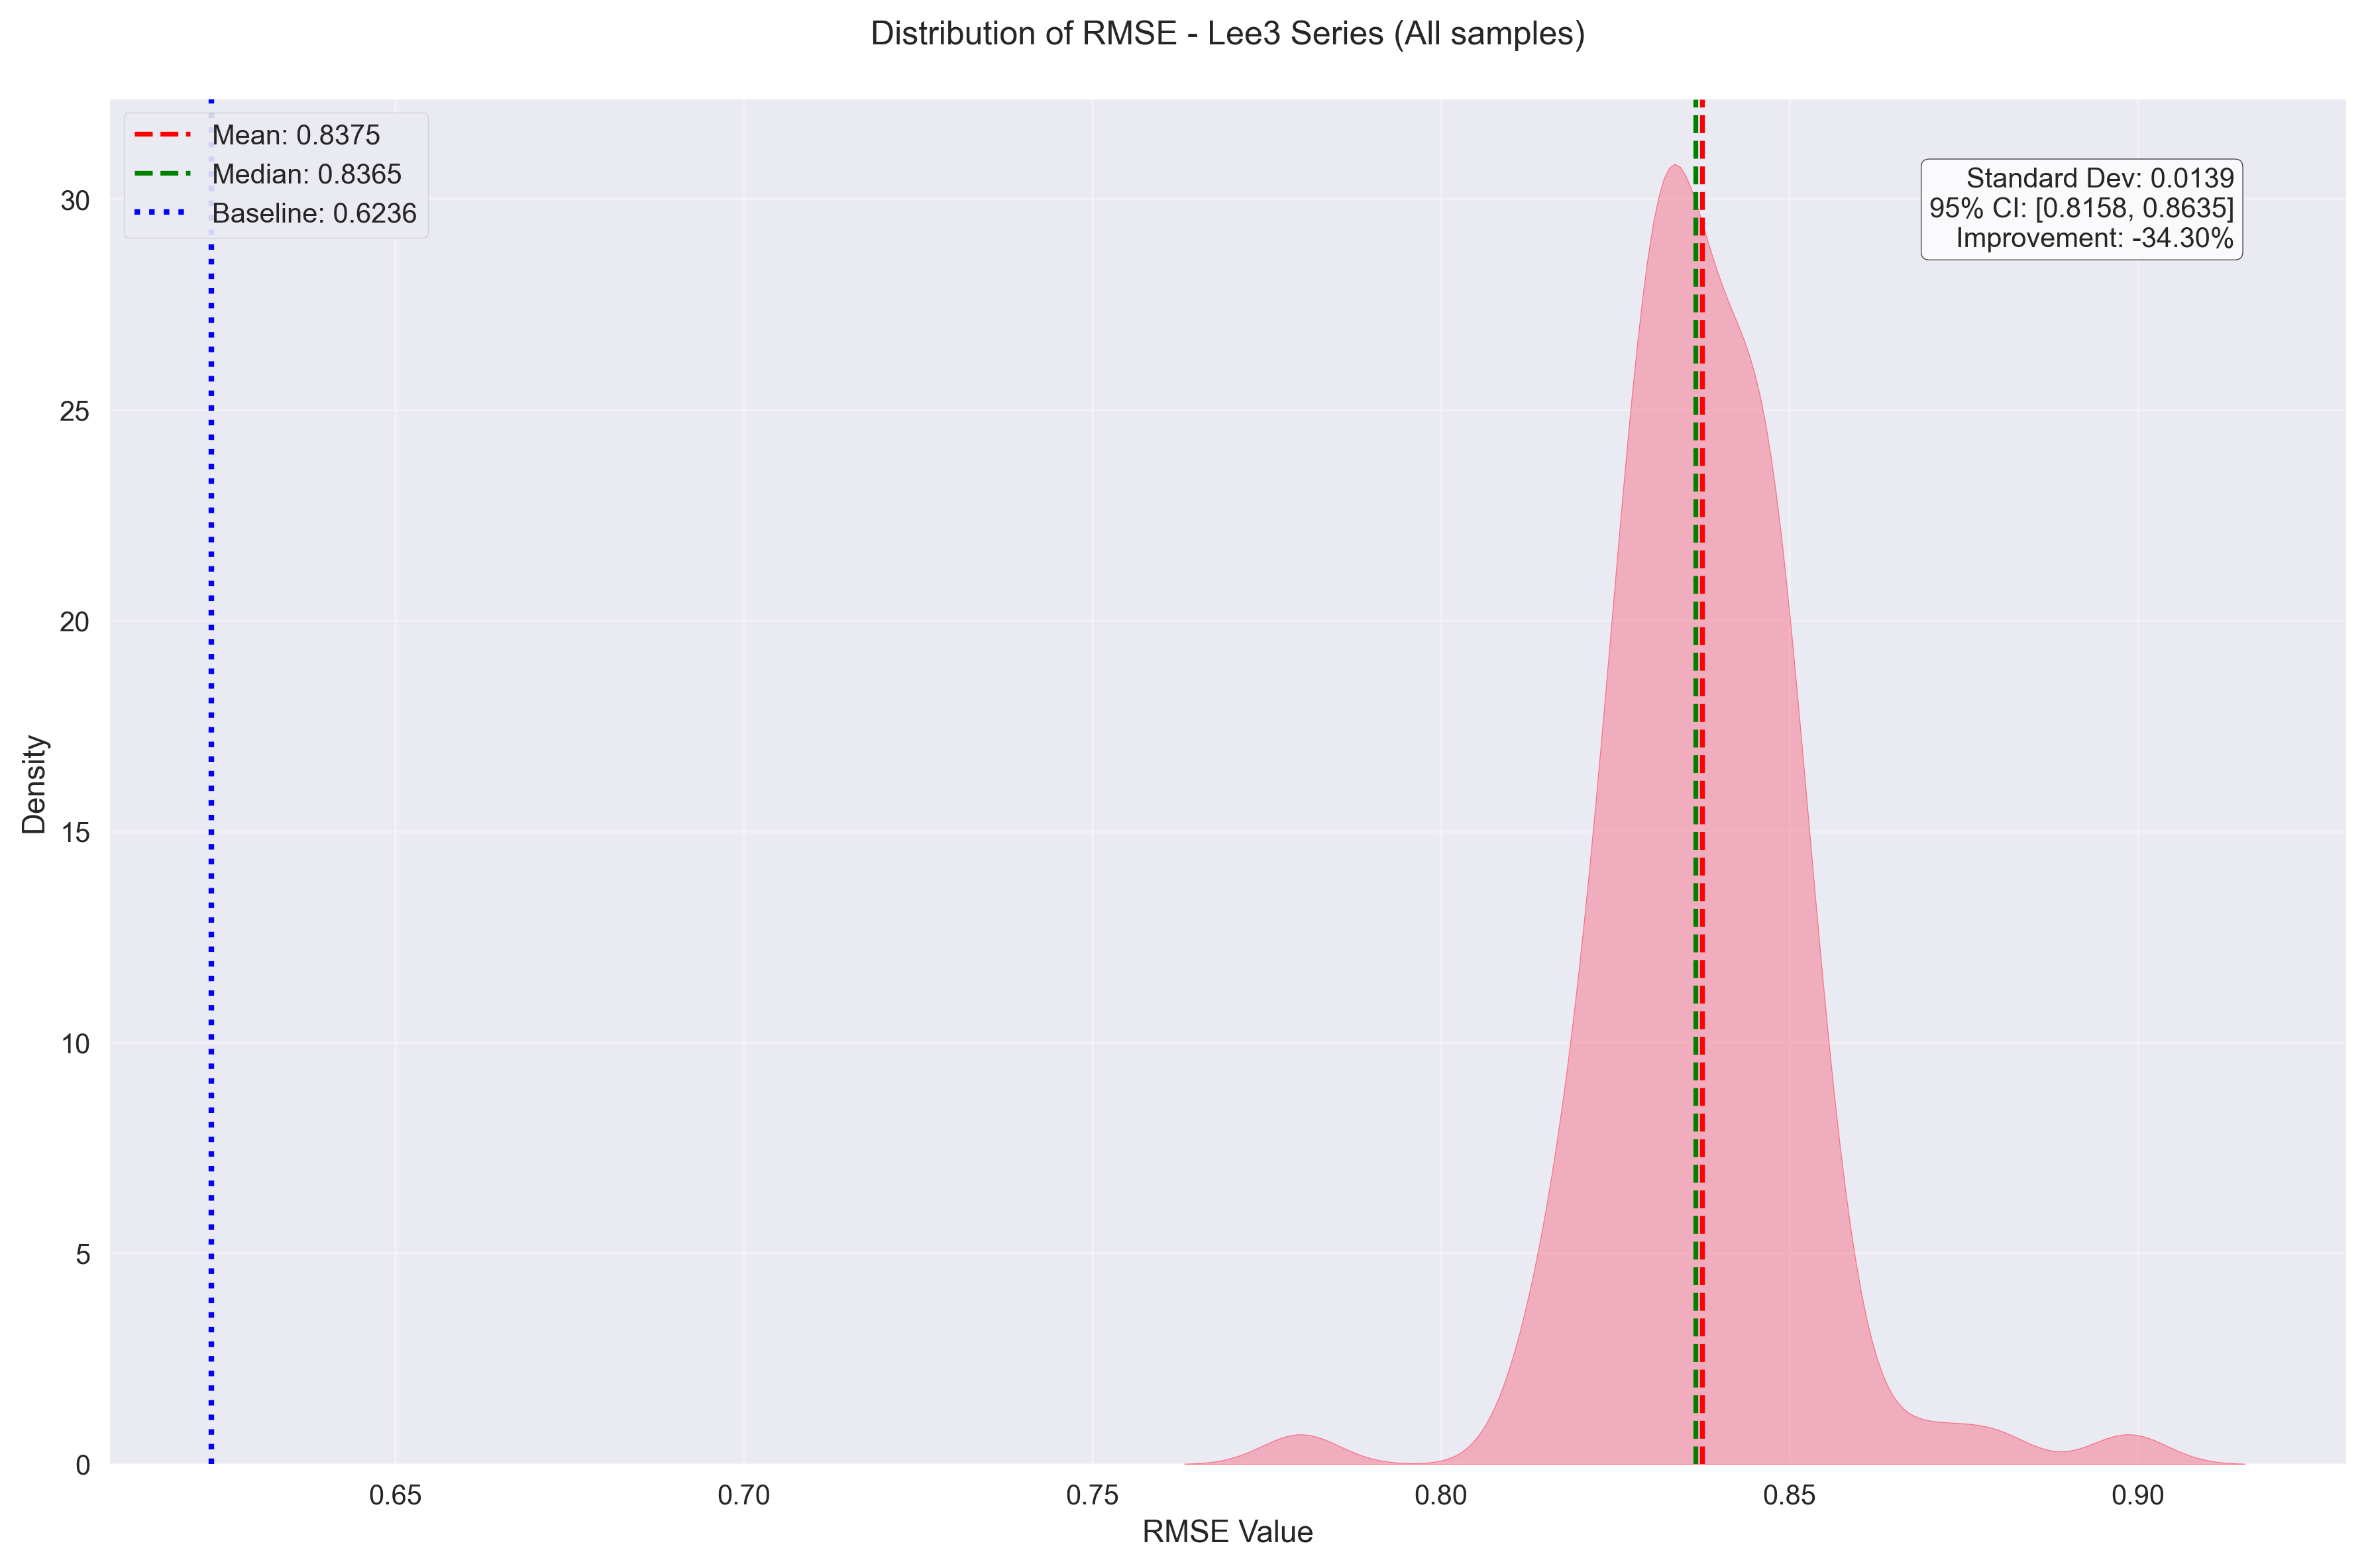 Distribution of RMSE - Lee3 Series (All samples)
Mean: 0.8375
Median: 0.8365
Baseline: 0.6236
Standard Dev: 0.0139
95% CI: [0.8158, 0.8635]
Improvement: -34.30%
Density
30
25
20
15
10
5
0
0.65 0.70 0.75 0.80 0.85 0.90
RMSE Value